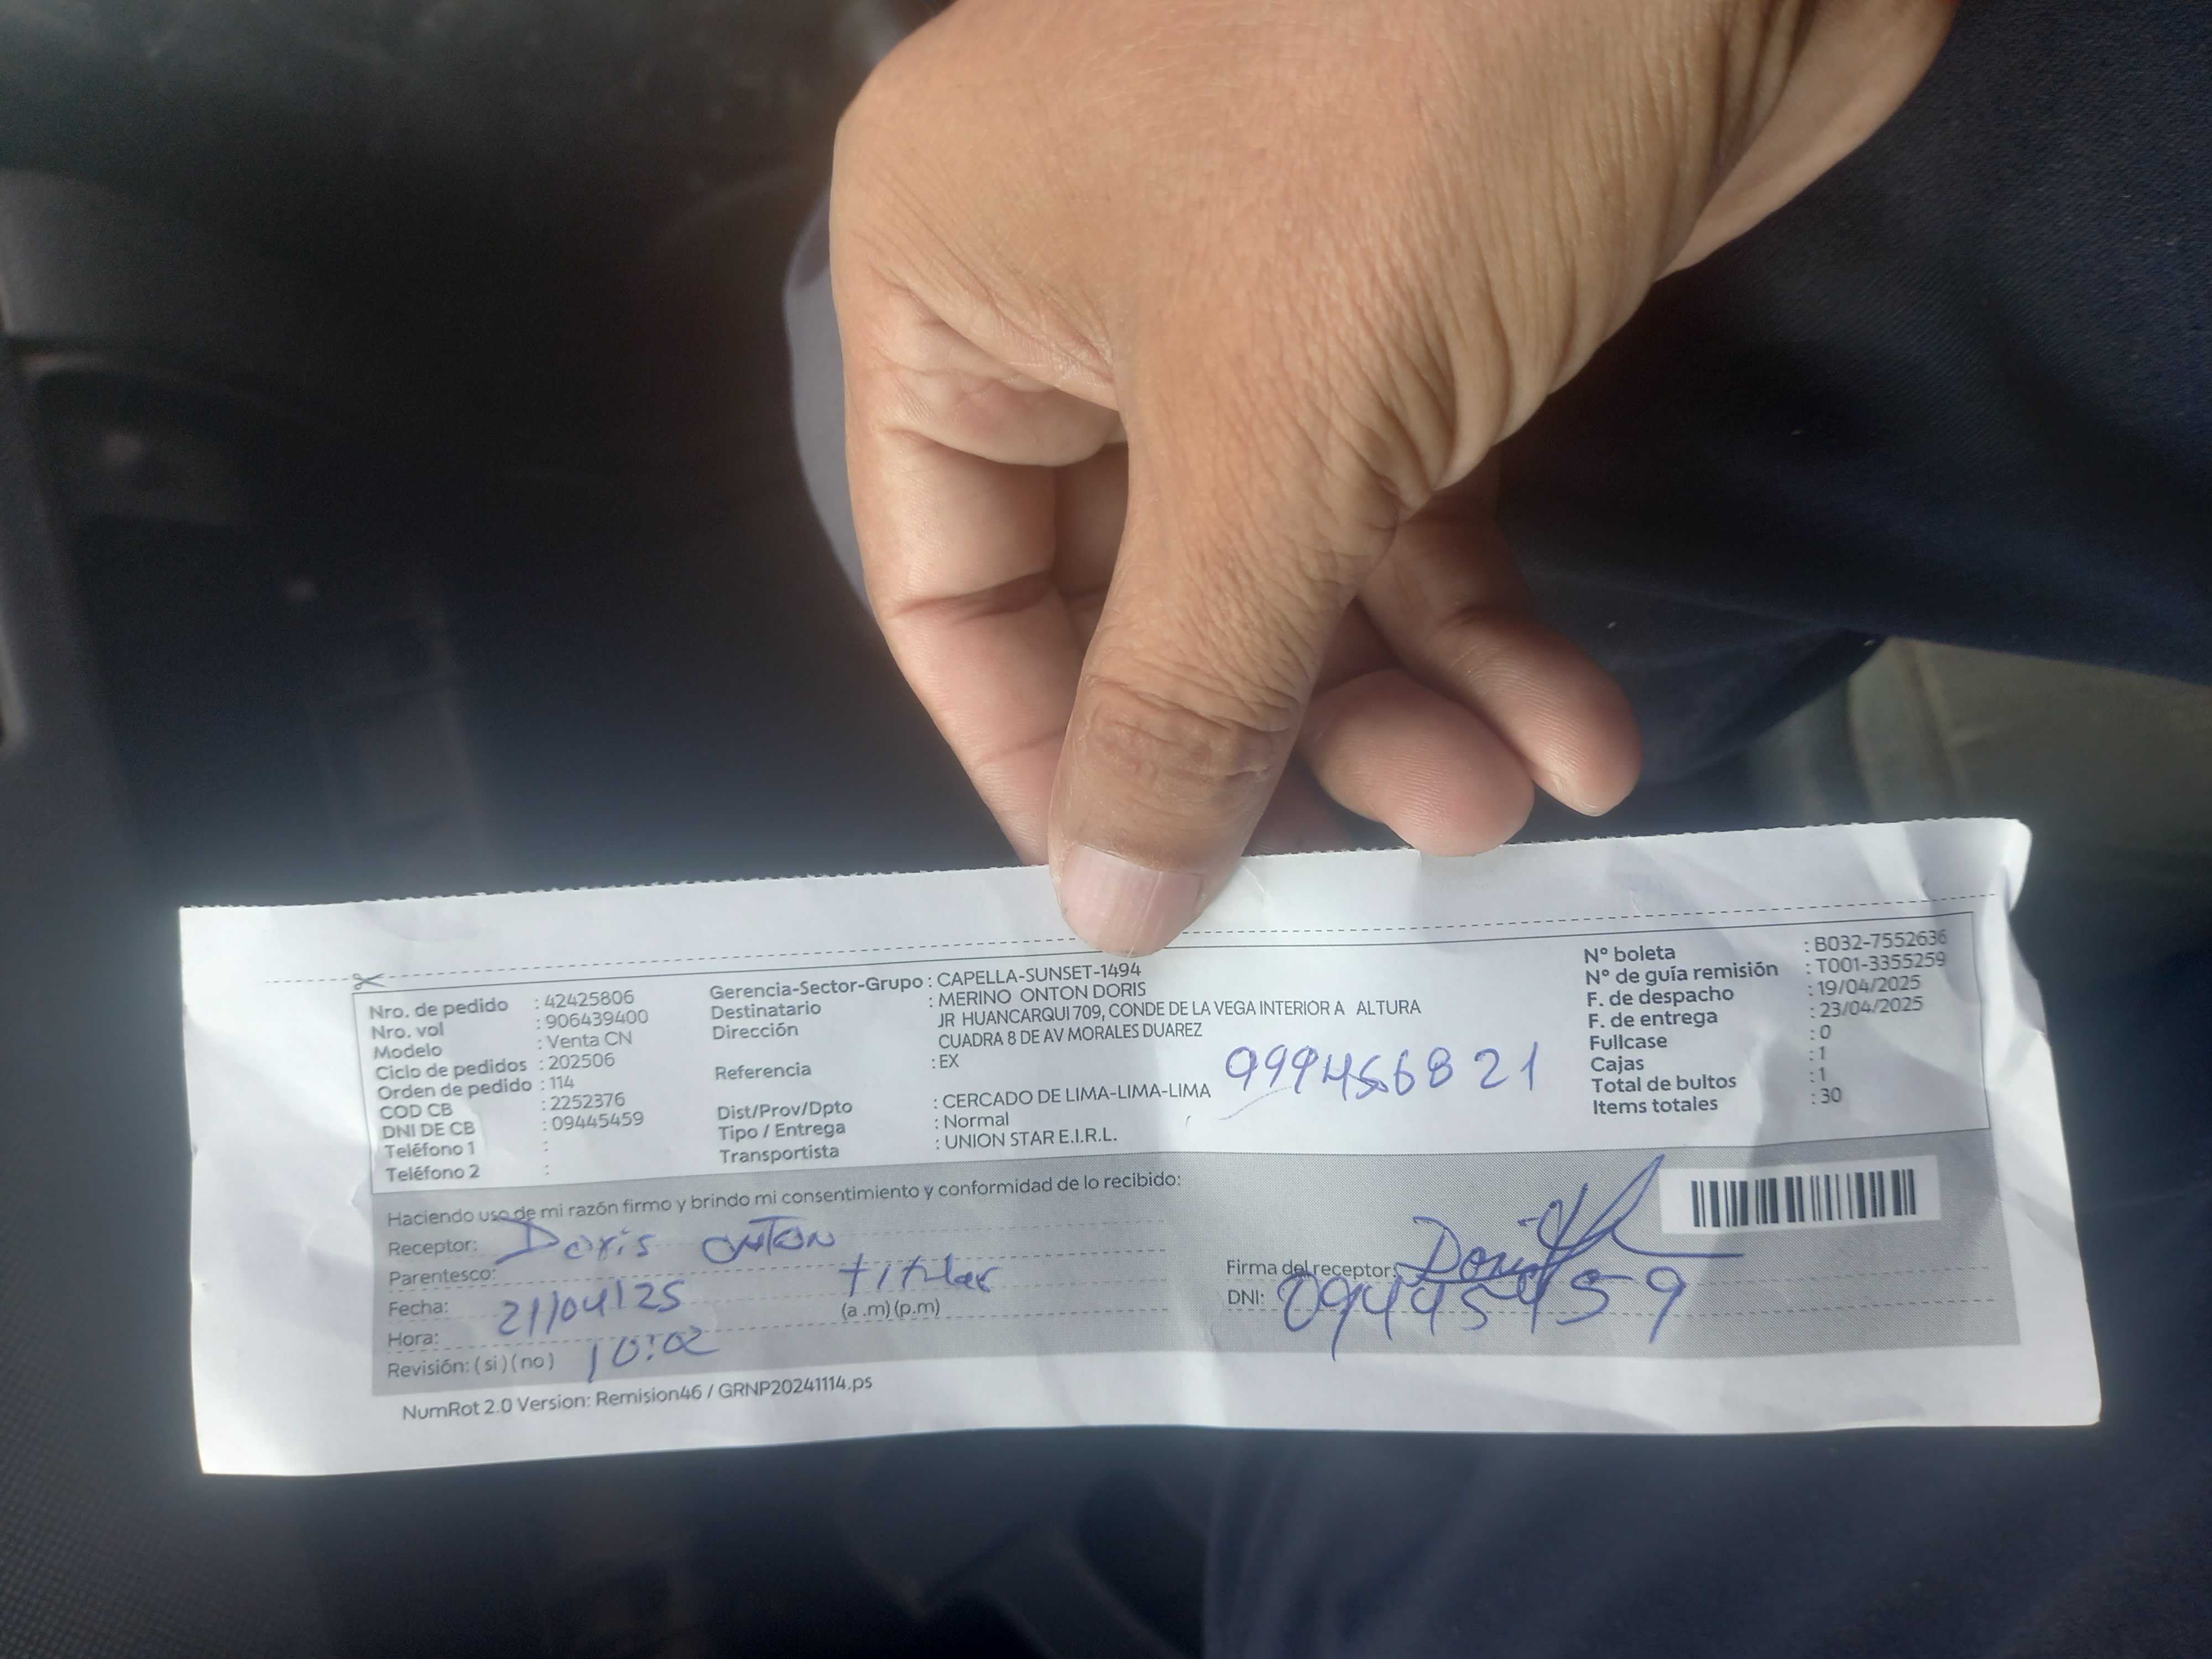 Nro. de pedido : 42425806
Nro. vol : 906439400
Modelo : Venta CN
Ciclo de pedidos : 202506
Orden de pedido : 114
COD CB : 2252376
DNI DE CB : 09445459
Teléfono 1 :
Teléfono 2 :
Gerencia-Sector-Grupo : CAPELLA-SUNSET-1494
Destinatario : MERINO ONTON DORIS
Dirección JR HUANCARQUI 709, CONDE DE LA VEGA INTERIOR A ALTURA
CUADRA 8 DE AV MORALES DUAREZ
Referencia : EX
Dist/Prov/Dpto : CERCADO DE LIMA-LIMA-LIMA
Tipo / Entrega : Normal
Transportista : UNION STAR E.I.R.L.
999456821
Nº boleta : B032-7552636
Nº de guía remisión : T001-3355259
F. de despacho : 19/04/2025
F. de entrega : 23/04/2025
Fullcase : 0
Cajas : 1
Total de bultos : 1
Items totales : 30
Haciendo uso de mi razón firmo y brindo mi consentimiento y conformidad de lo recibido:
Receptor: Doris ONTON
Parentesco: titular
Fecha: 21/04/25 (a .m) (p.m)
Hora: 10:02
Revisión: ( si ) ( no )
Firma del receptor:
DNI: 09445459
NumRot 2.0 Version: Remision46 / GRNP20241114.ps